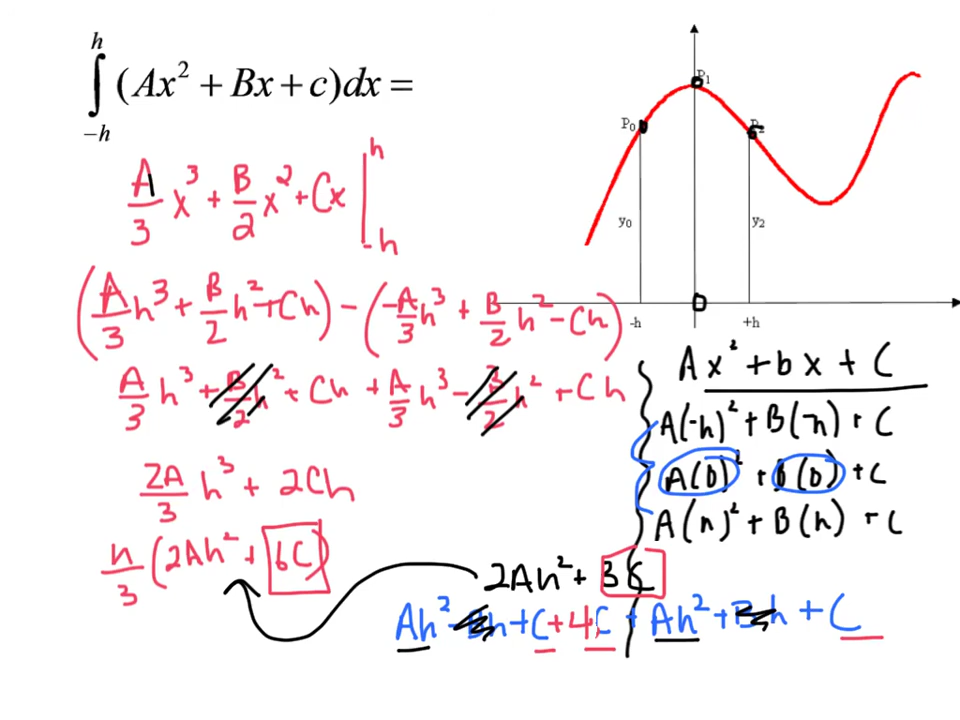 ∫_{-h}^{h} (Ax² + Bx + c)dx =
A/3 x³ + B/2 x² + Cx |_{-h}^{h}
(A/3 h³ + B/2 h² + Ch) - (-A/3 h³ + B/2 h² - Ch)
A/3 h³ + B/2 h² + Ch + A/3 h³ - B/2 h² + Ch
2A/3 h³ + 2Ch
h/3 (2Ah² + 6C)
P₀
P₁
P₂
y₀
y₂
-h
+h
Ax² + bx + C
A(-h)² + B(-h) + C
A(0)² + B(0) + C
A(h)² + B(h) + C
2Ah² + 3C
Ah² - Bh + C + 4C + Ah² + Bh + C